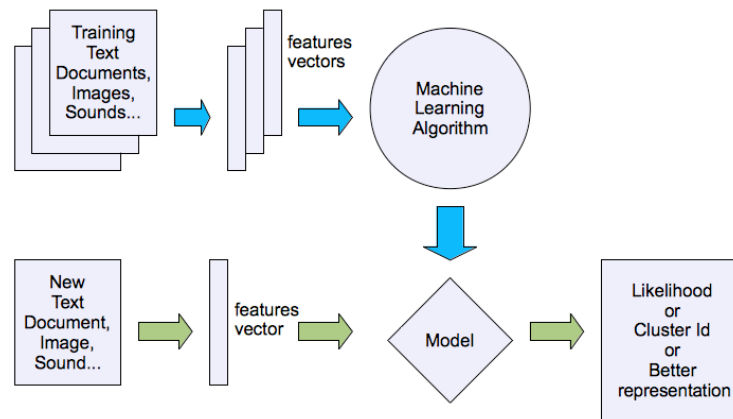 Training
Text
Documents,
Images,
Sounds...
features
vectors
Machine
Learning
Algorithm
New
Text
Document,
Image,
Sound...
features
vector
Model
Likelihood
or
Cluster Id
or
Better
representation